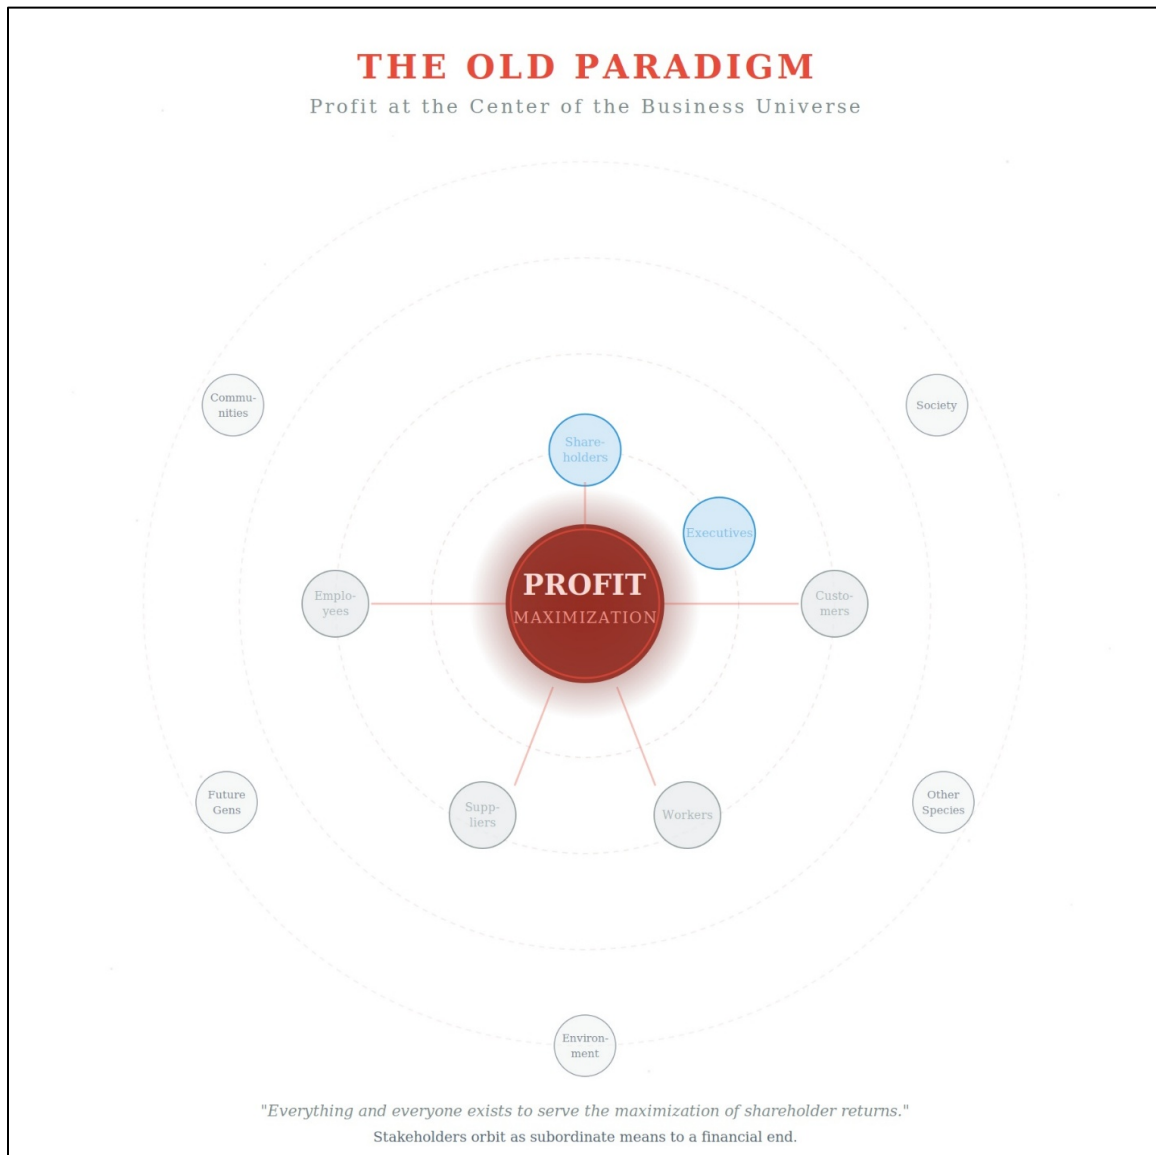 THE OLD PARADIGM
Profit at the Center of the Business Universe
Commu-
nities
Society
Share-
holders
Executives
PROFIT
MAXIMIZATION
Emplo-
yees
Custo-
mers
Future
Gens
Supp-
liers
Workers
Other
Species
Environ-
ment
"Everything and everyone exists to serve the maximization of shareholder returns."
Stakeholders orbit as subordinate means to a financial end.